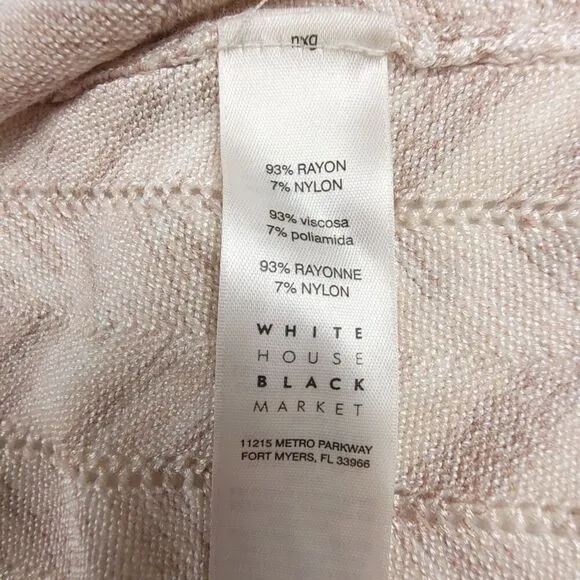 nxg
93% RAYON
7% NYLON
93% viscosa
7% poliamida
93% RAYONNE
7% NYLON
WHITE
HOUSE
BLACK
MARKET
11215 METRO PARKWAY
FORT MYERS, FL 33966